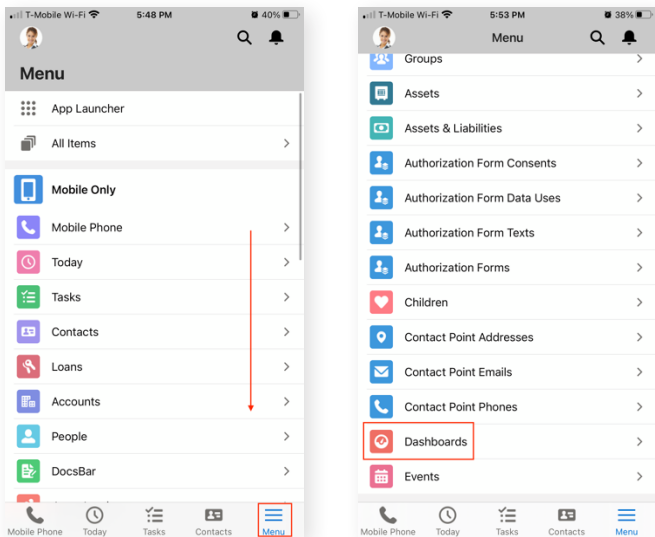 T-Mobile Wi-Fi 5:48 PM 40%
Menu
App Launcher
All Items
Mobile Only
Mobile Phone
Today
Tasks
Contacts
Loans
Accounts
People
DocsBar
Mobile Phone Today Tasks Contacts Menu
T-Mobile Wi-Fi 5:53 PM 38%
Menu
Groups
Assets
Assets & Liabilities
Authorization Form Consents
Authorization Form Data Uses
Authorization Form Texts
Authorization Forms
Children
Contact Point Addresses
Contact Point Emails
Contact Point Phones
Dashboards
Events
Mobile Phone Today Tasks Contacts Menu